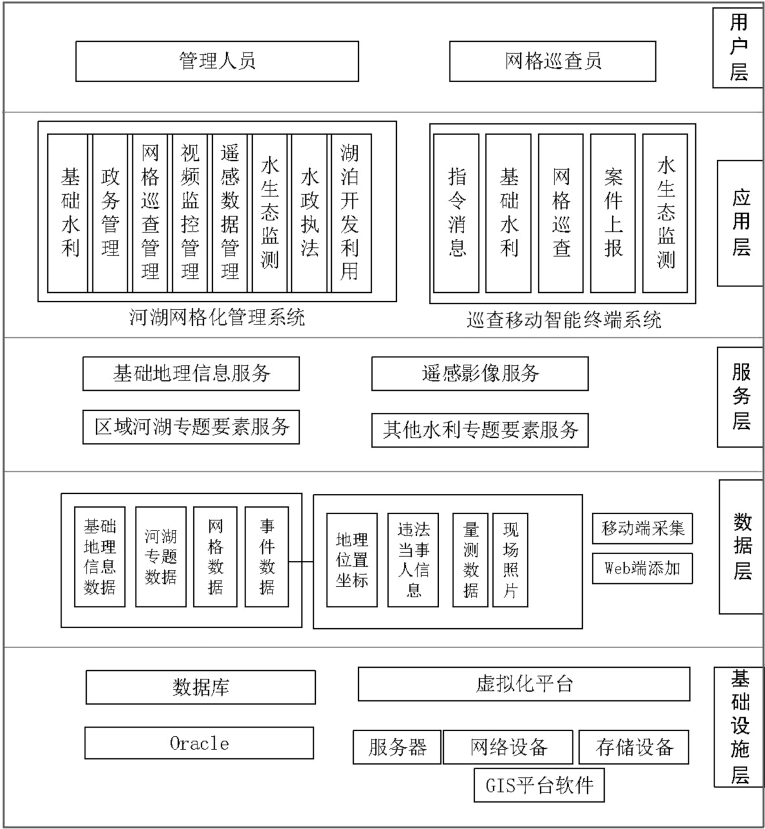 用户层
管理人员
网格巡查员
应用层
基础水利
政务管理
网格巡查管理
视频监控管理
遥感数据管理
水生态监测
水政执法
湖泊开发利用
河湖网格化管理系统
指令消息
基础水利
网格巡查
案件上报
水生态监测
巡查移动智能终端系统
服务层
基础地理信息服务
遥感影像服务
区域河湖专题要素服务
其他水利专题要素服务
数据层
基础
地理
信息
数据
河湖
专题
数据
网格数据
事件数据
地理
位置
坐标
违法
当事
人信
息
量测数据
现场照片
移动端采集
Web端添加
基础设施层
数据库
虚拟化平台
Oracle
服务器
网络设备
存储设备
GIS平台软件